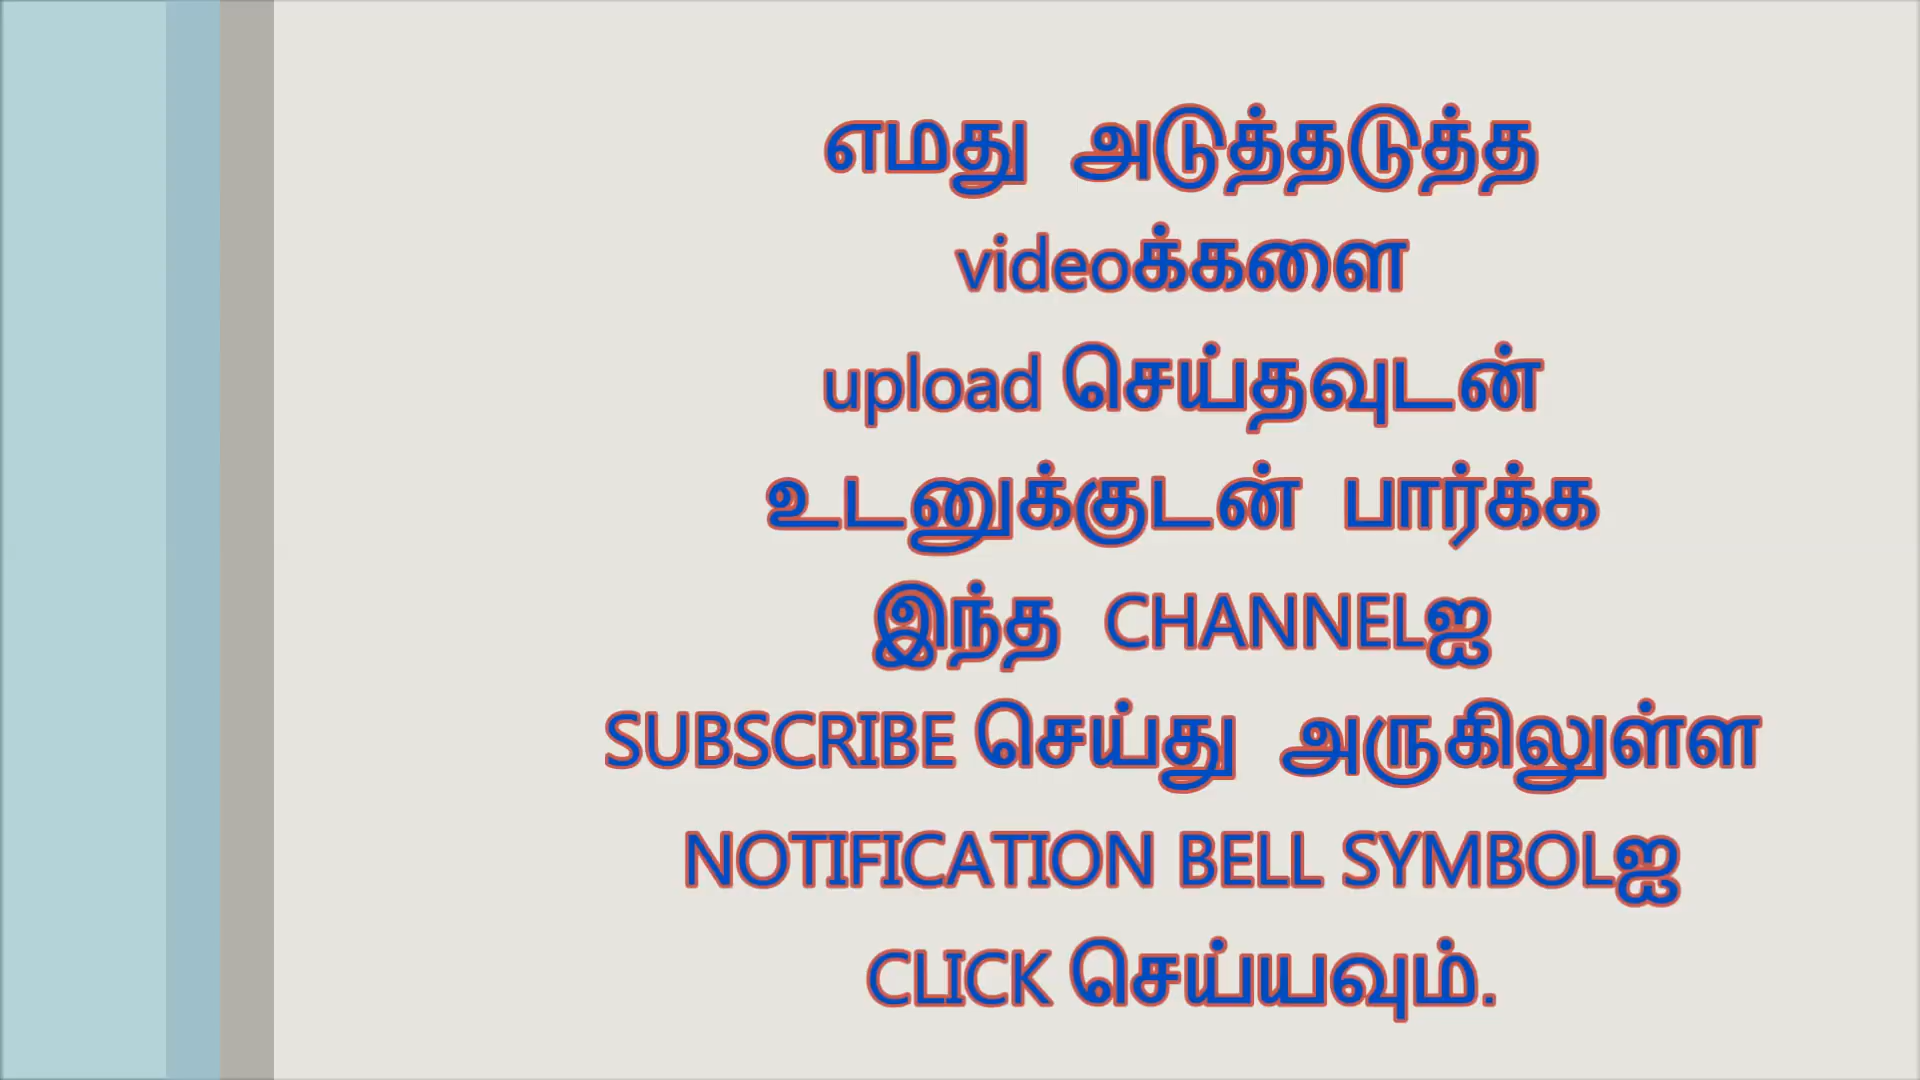 எமது அடுத்தடுத்த
videoக்களை
upload செய்தவுடன்
உடனுக்குடன் பார்க்க
இந்த CHANNELஐ
SUBSCRIBE செய்து அருகிலுள்ள
NOTIFICATION BELL SYMBOLஐ
CLICK செய்யவும்.